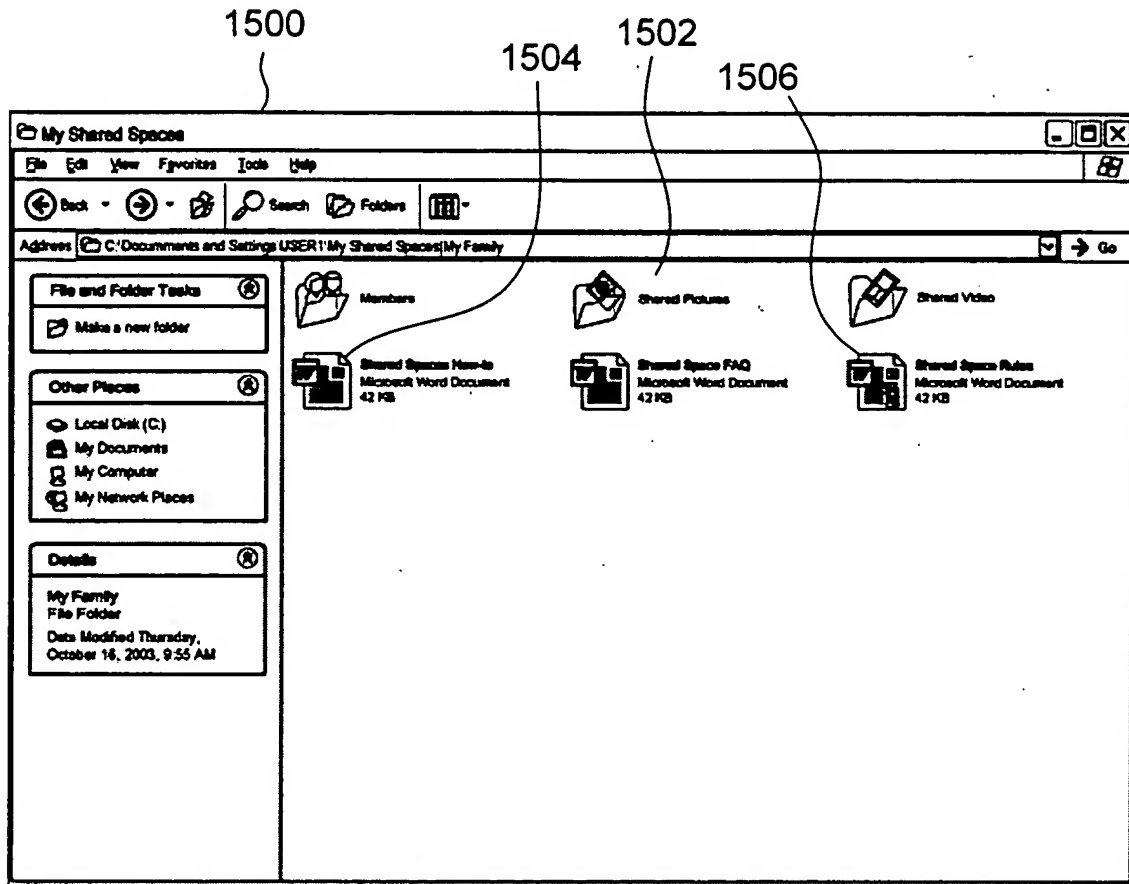 1500
1504
1502
1506
My Shared Spaces
File Edit View Favorites Tools Help
Back Search Folders
Address C:\Documments and Settings\USER1\My Shared Spaces|My Family Go
File and Folder Tasks
Make a new folder
Other Places
Local Disk (C:)
My Documents
My Computer
My Network Places
Details
My Family
File Folder
Date Modified Thursday,
October 16, 2003, 9:55 AM
Members
Shared Pictures
Shared Video
Shared Spaces How-to
Microsoft Word Document
42 KB
Shared Space FAQ
Microsoft Word Document
42 KB
Shared Space Rules
Microsoft Word Document
42 KB